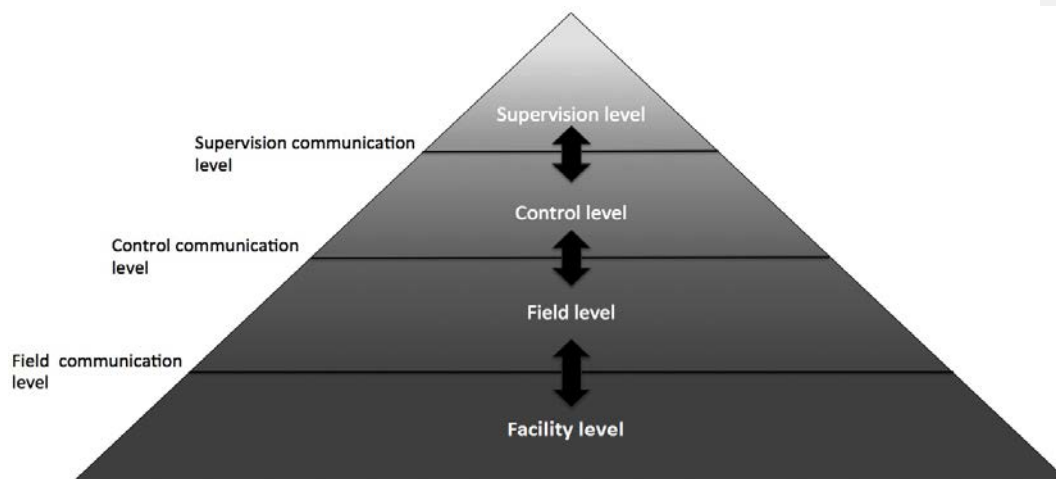 Supervision level
Supervision communication
level
Control level
Control communication
level
Field level
Field communication
level
Facility level